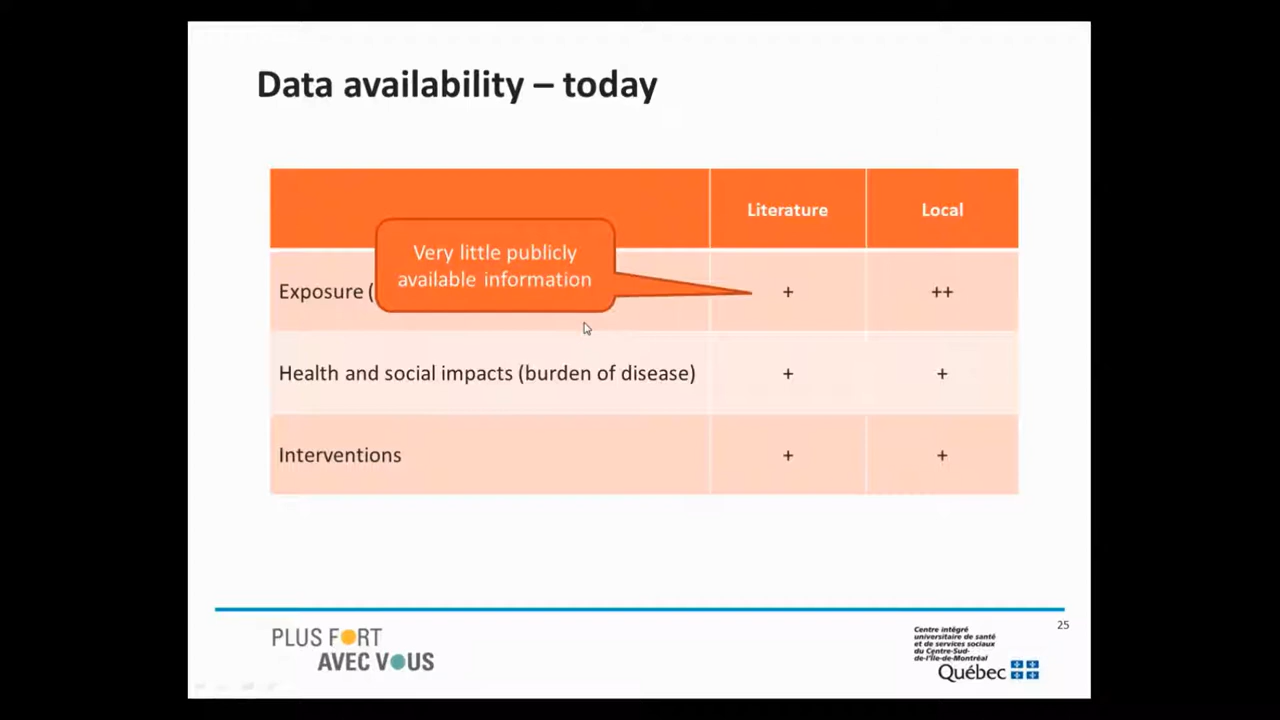 Data availability – today
Literature
Local
Very little publicly
available information
Exposure (
+
++
Health and social impacts (burden of disease)
+
+
Interventions
+
+
25
PLUS FORT
AVEC VOUS
Centre intégré
universitaire de santé
et de services sociaux
du Centre-Sud-
de-l'Île-de-Montréal
Québec